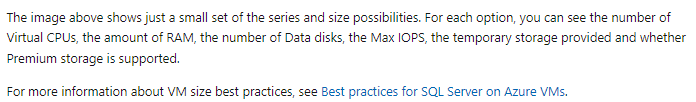 The image above shows just a small set of the series and size possibilities. For each option, you can see the number of
Virtual CPUs, the amount of RAM, the number of Data disks, the Max IOPS, the temporary storage provided and whether
Premium storage is supported.
For more information about VM size best practices, see Best practices for SQL Server on Azure VMs.